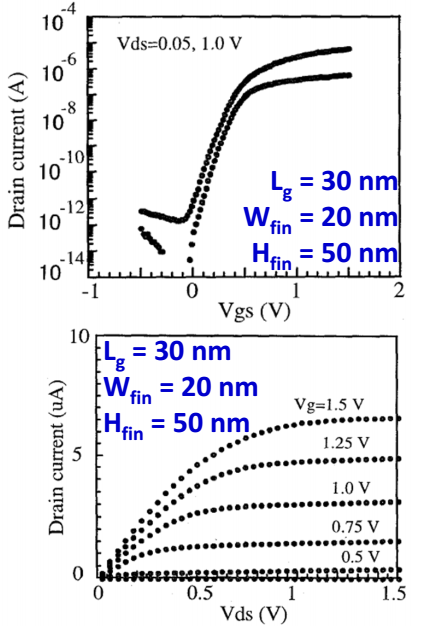 10-4
Vds=0.05, 1.0 V
10-6
10-8
10-10
10-12
10-14
Drain current (A)
Lg = 30 nm
Wfin = 20 nm
Hfin = 50 nm
-1 0 1 2
Vgs (V)
10
Lg = 30 nm
Wfin = 20 nm
Hfin = 50 nm
Vg=1.5 V
1.25 V
5
1.0 V
0.75 V
0.5 V
0
Drain current (uA)
0 0.5 1 1.5
Vds (V)